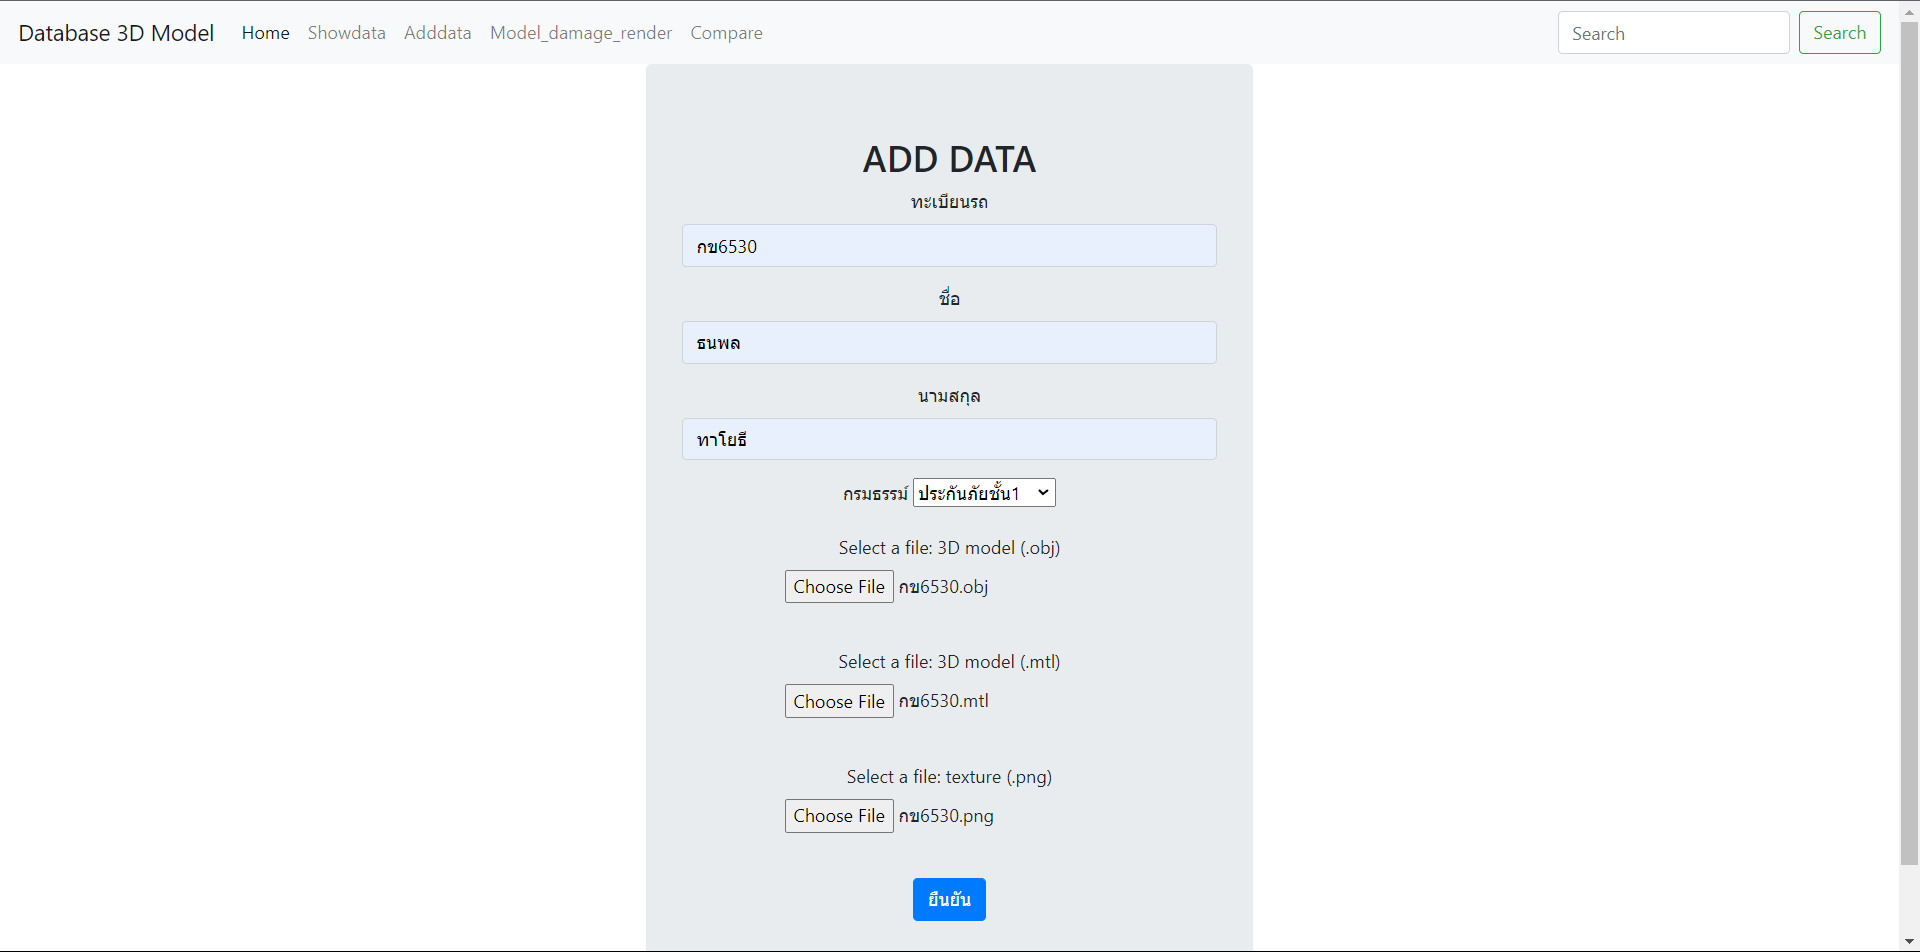 Database 3D Model Home Showdata Adddata Model_damage_render Compare Search Search
ADD DATA
ทะเบียนรถ
กข6530
ชื่อ
ธนพล
นามสกุล
ทาโยธี
กรมธรรม์ ประกันภัยชั้น1
Select a file: 3D model (.obj)
Choose File กข6530.obj
Select a file: 3D model (.mtl)
Choose File กข6530.mtl
Select a file: texture (.png)
Choose File กข6530.png
ยืนยัน